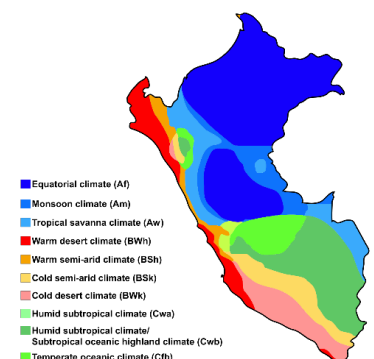 Equatorial climate (Af)
Monsoon climate (Am)
Tropical savanna climate (Aw)
Warm desert climate (BWh)
Warm semi-arid climate (BSh)
Cold semi-arid climate (BSk)
Cold desert climate (BWk)
Humid subtropical climate (Cwa)
Humid subtropical climate/
Subtropical oceanic highland climate (Cwb)
Temperate oceanic climate (Cfb)